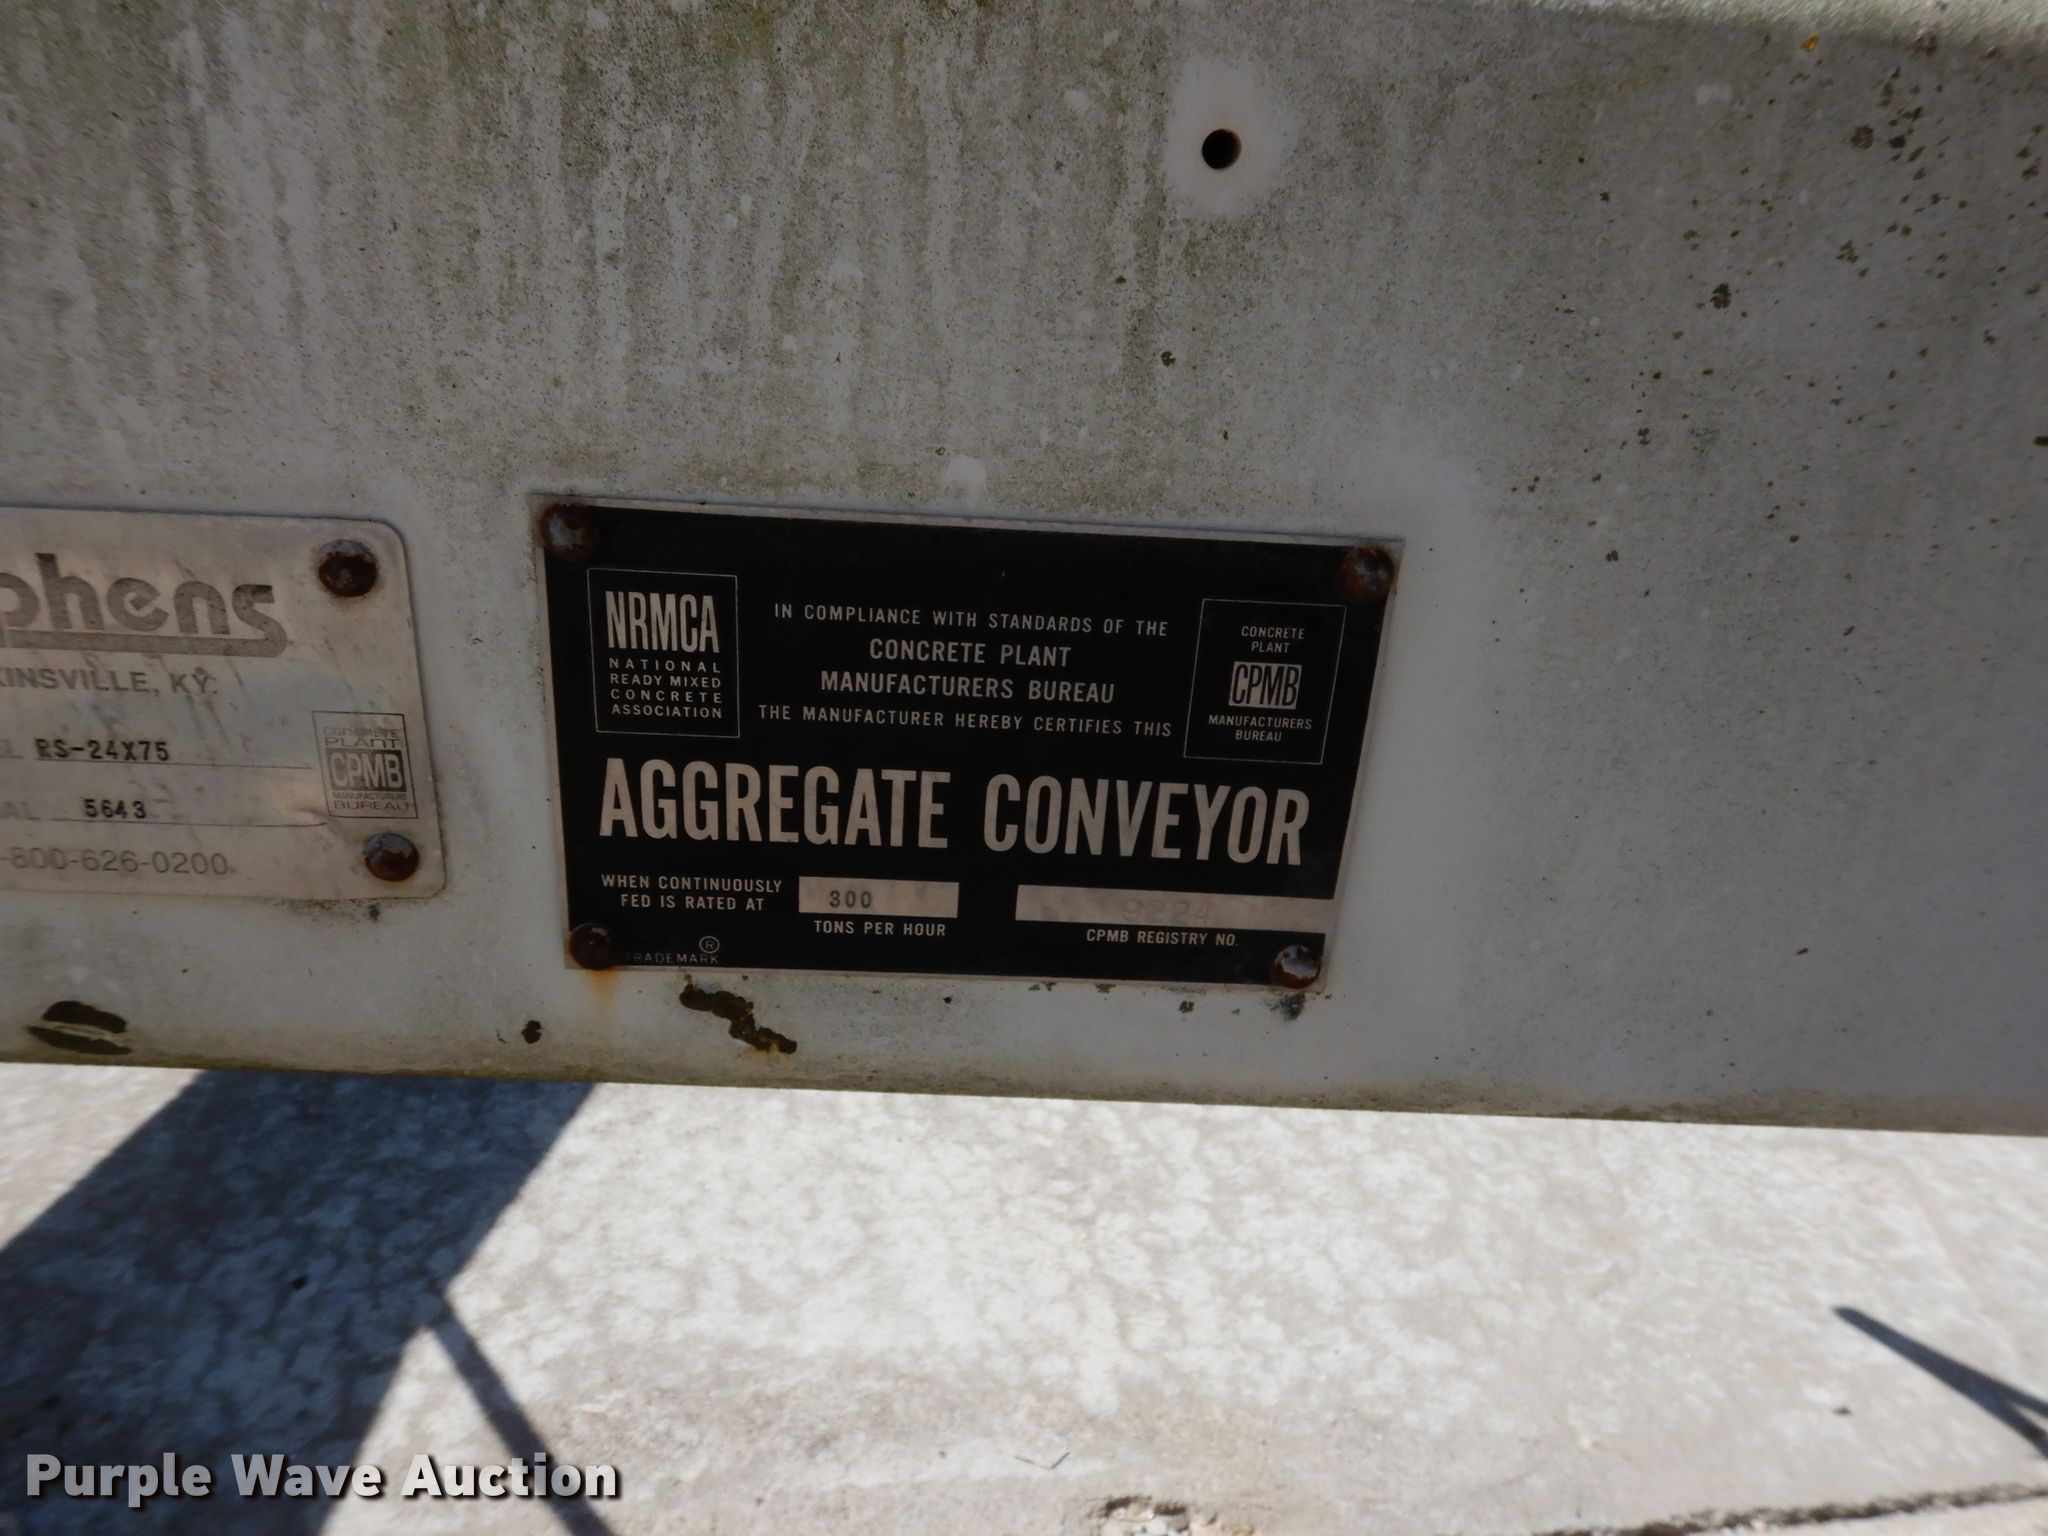 phens
KINSVILLE, KY.
EL RS-24X75
AL 5643
-800-626-0200
CONCRETE
PLANT
CPMB
MANUFACTURERS
BUREAU
NRMCA
NATIONAL
READY MIXED
CONCRETE
ASSOCIATION
IN COMPLIANCE WITH STANDARDS OF THE
CONCRETE PLANT
MANUFACTURERS BUREAU
THE MANUFACTURER HEREBY CERTIFIES THIS
CONCRETE
PLANT
CPMB
MANUFACTURERS
BUREAU
AGGREGATE CONVEYOR
WHEN CONTINUOUSLY
FED IS RATED AT
300
TONS PER HOUR
9224
CPMB REGISTRY NO.
®
TRADEMARK
Purple Wave Auction